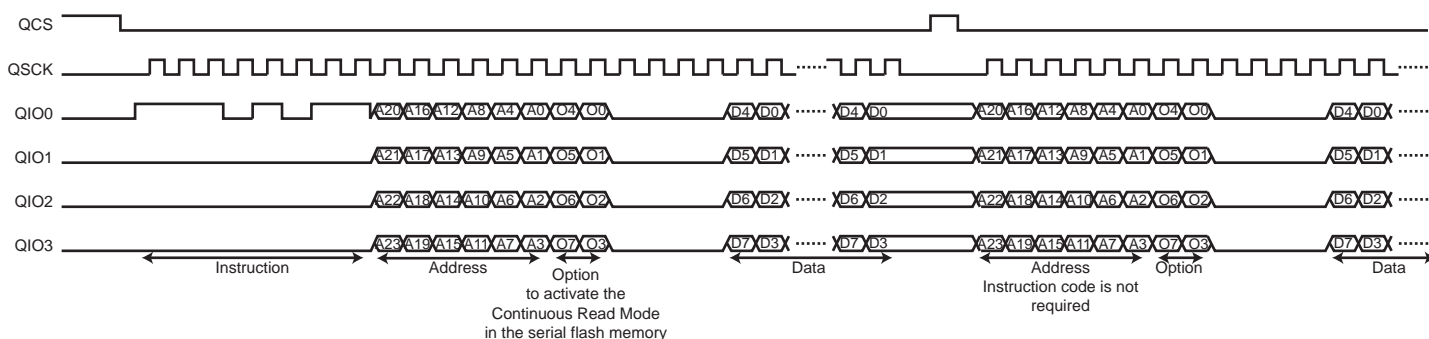 QCS
QSCK
QIO0 A20 A16 A12 A8 A4 A0 O4 O0 D4 D0 D4 D0 A20 A16 A12 A8 A4 A0 O4 O0 D4 D0
QIO1 A21 A17 A13 A9 A5 A1 O5 O1 D5 D1 D5 D1 A21 A17 A13 A9 A5 A1 O5 O1 D5 D1
QIO2 A22 A18 A14 A10 A6 A2 O6 O2 D6 D2 D6 D2 A22 A18 A14 A10 A6 A2 O6 O2 D6 D2
QIO3 A23 A19 A15 A11 A7 A3 O7 O3 D7 D3 D7 D3 A23 A19 A15 A11 A7 A3 O7 O3 D7 D3
Instruction
Address
Option
to activate the
Continuous Read Mode
in the serial flash memory
Data
Address
Instruction code is not
required
Option
Data